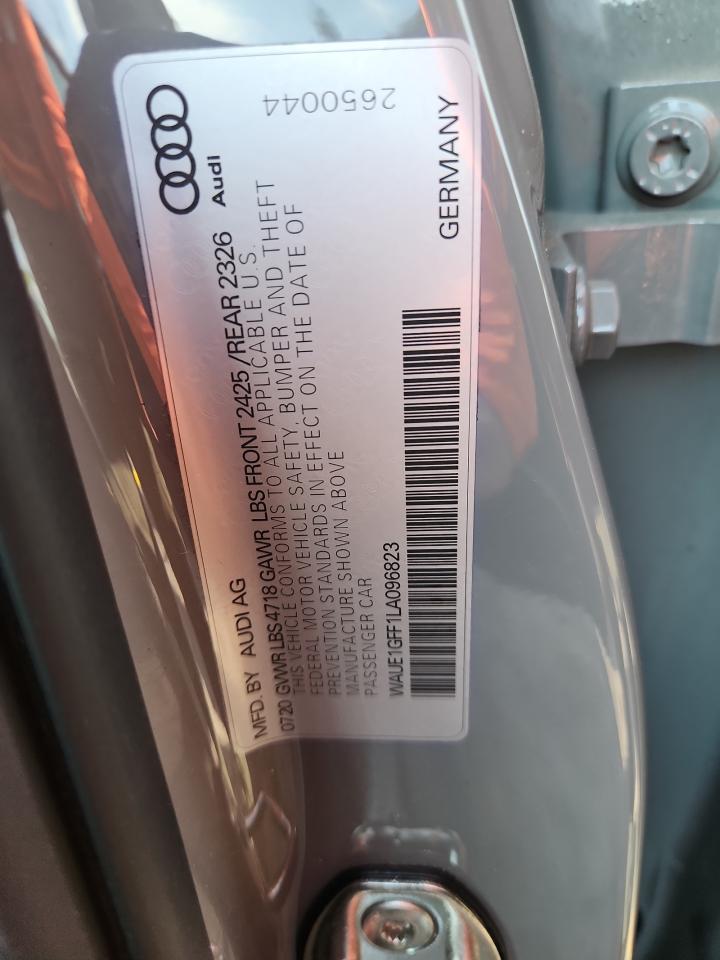 MFD. BY AUDI AG
0720 GVWR LBS 4718 GAWR LBS FRONT 2425 /REAR 2326
THIS VEHICLE CONFORMS TO ALL APPLICABLE U.S.
FEDERAL MOTOR VEHICLE SAFETY, BUMPER AND THEFT
PREVENTION STANDARDS IN EFFECT ON THE DATE OF
MANUFACTURE SHOWN ABOVE
PASSENGER CAR
WAUE1GFF1LA096823
Audi
2650044
GERMANY